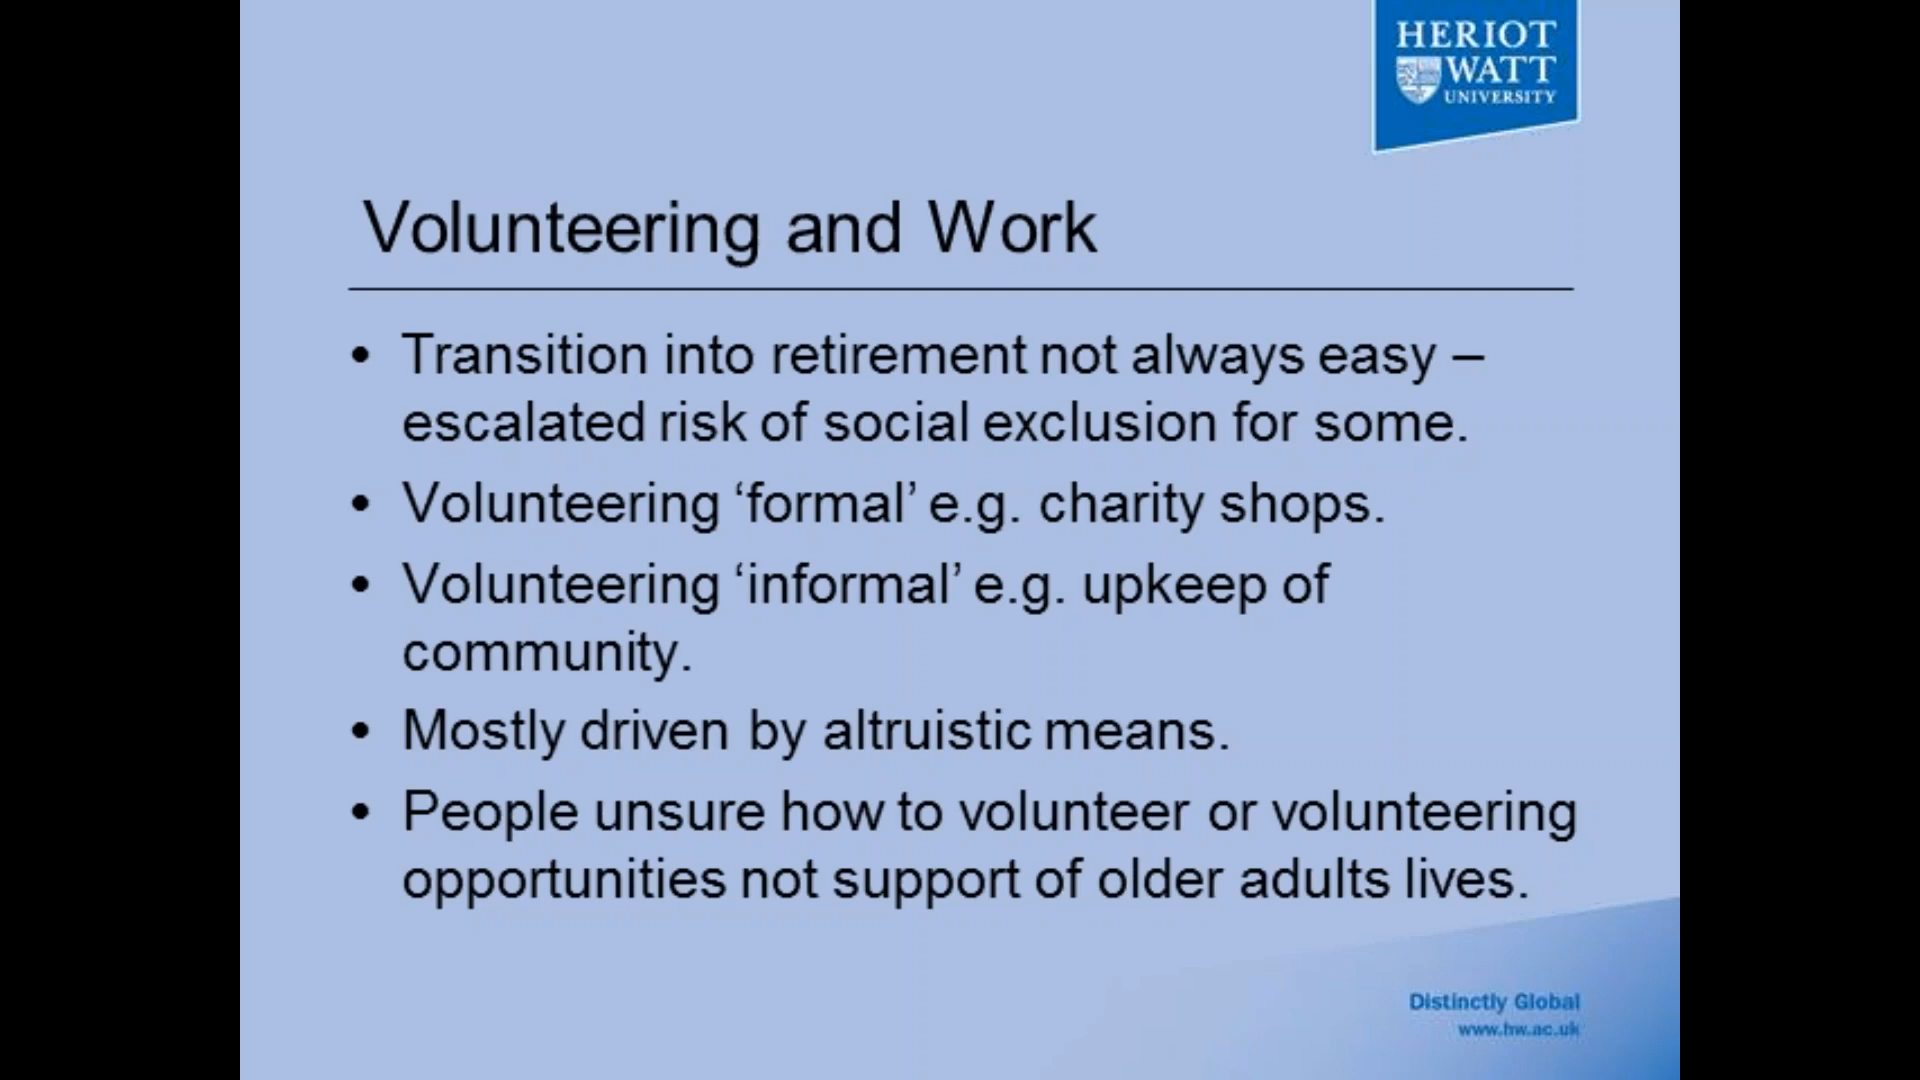 HERIOT
WATT
UNIVERSITY
Volunteering and Work
• Transition into retirement not always easy –
escalated risk of social exclusion for some.
• Volunteering ‘formal’ e.g. charity shops.
• Volunteering ‘informal’ e.g. upkeep of
community.
• Mostly driven by altruistic means.
• People unsure how to volunteer or volunteering
opportunities not support of older adults lives.
Distinctly Global
www.hw.ac.uk